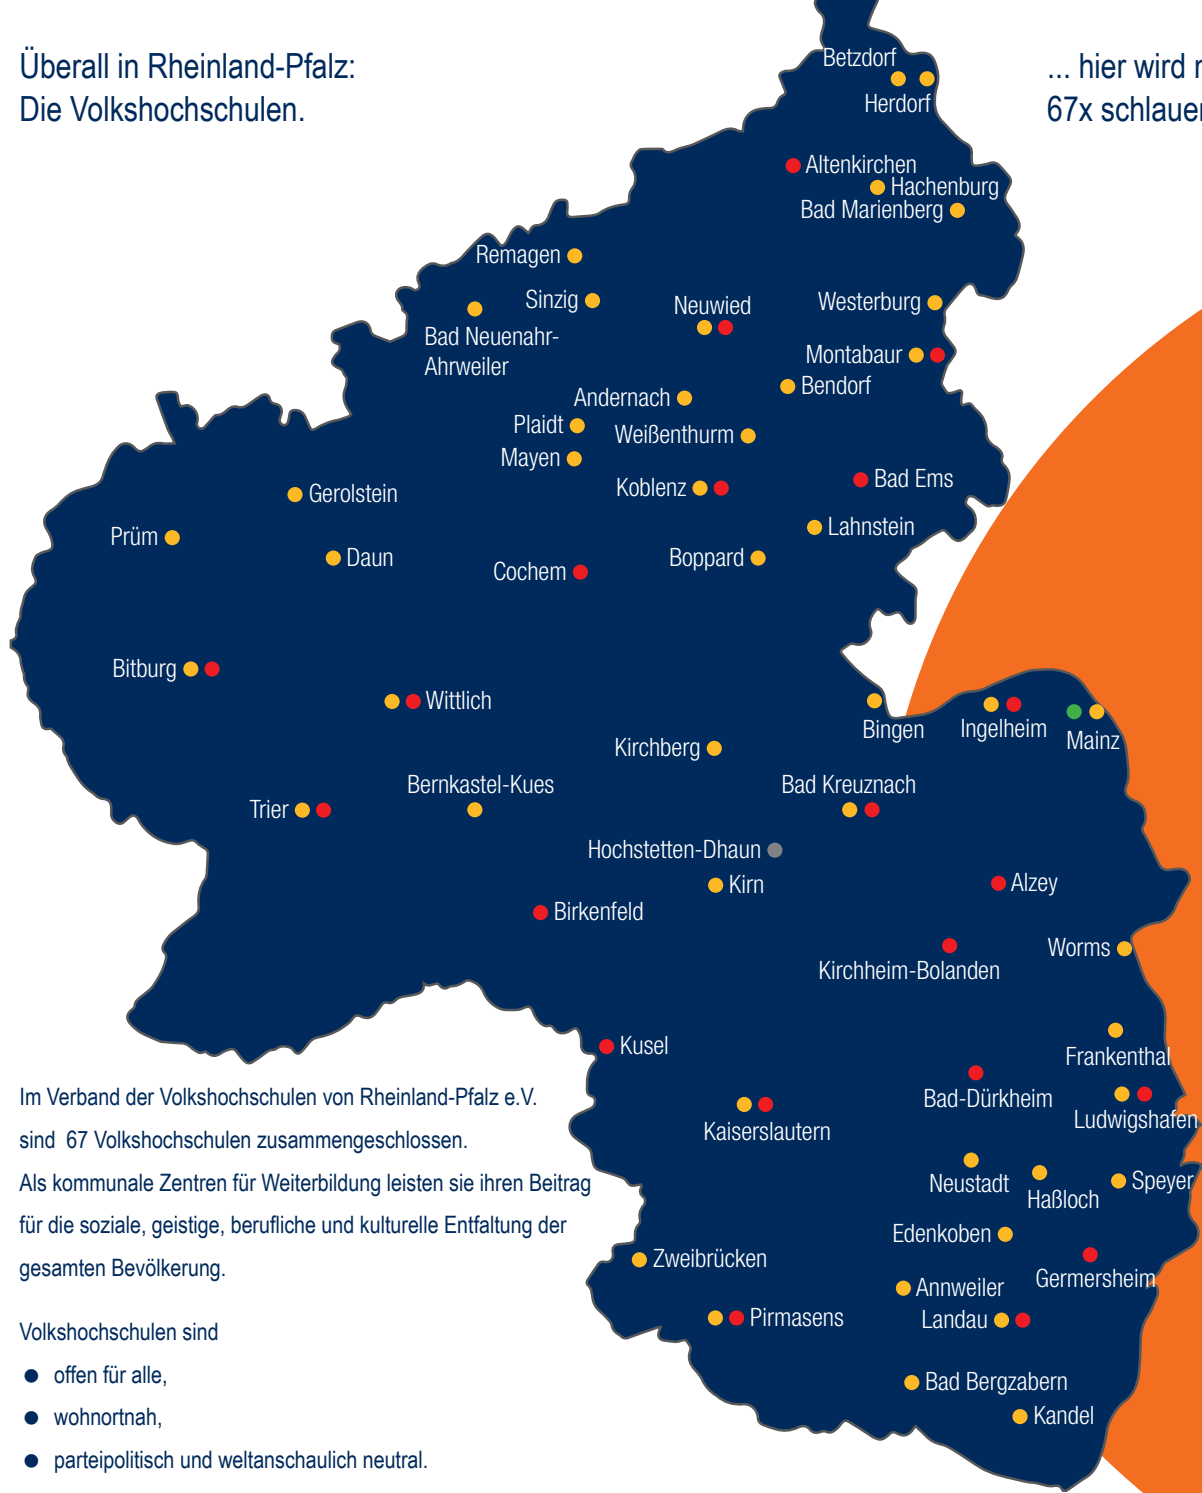 Überall in Rheinland-Pfalz:
Die Volkshochschulen.
... hier wird
67x schlauer
Betzdorf
Herdorf
Altenkirchen
Hachenburg
Bad Marienberg
Remagen
Sinzig
Neuwied
Westerburg
Bad Neuenahr-
Ahrweiler
Montabaur
Bendorf
Andernach
Plaidt
Weißenthurm
Mayen
Koblenz
Bad Ems
Gerolstein
Lahnstein
Prüm
Daun
Cochem
Boppard
Bitburg
Wittlich
Bingen
Ingelheim
Mainz
Kirchberg
Bernkastel-Kues
Bad Kreuznach
Trier
Hochstetten-Dhaun
Kirn
Alzey
Birkenfeld
Worms
Kirchheim-Bolanden
Kusel
Frankenthal
Bad-Dürkheim
Ludwigshafen
Kaiserslautern
Neustadt
Haßloch
Speyer
Edenkoben
Zweibrücken
Germersheim
Annweiler
Pirmasens
Landau
Bad Bergzabern
Kandel
Im Verband der Volkshochschulen von Rheinland-Pfalz e.V.
sind 67 Volkshochschulen zusammengeschlossen.
Als kommunale Zentren für Weiterbildung leisten sie ihren Beitrag
für die soziale, geistige, berufliche und kulturelle Entfaltung der
gesamten Bevölkerung.
Volkshochschulen sind
● offen für alle,
● wohnortnah,
● parteipolitisch und weltanschaulich neutral.